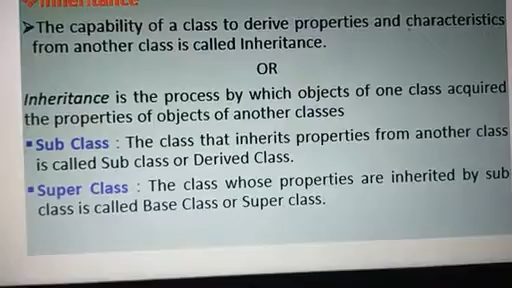 Inheritance
➤The capability of a class to derive properties and characteristics
from another class is called Inheritance.
OR
Inheritance is the process by which objects of one class acquired
the properties of objects of another classes
▪Sub Class : The class that inherits properties from another class
is called Sub class or Derived Class.
▪Super Class : The class whose properties are inherited by sub
class is called Base Class or Super class.